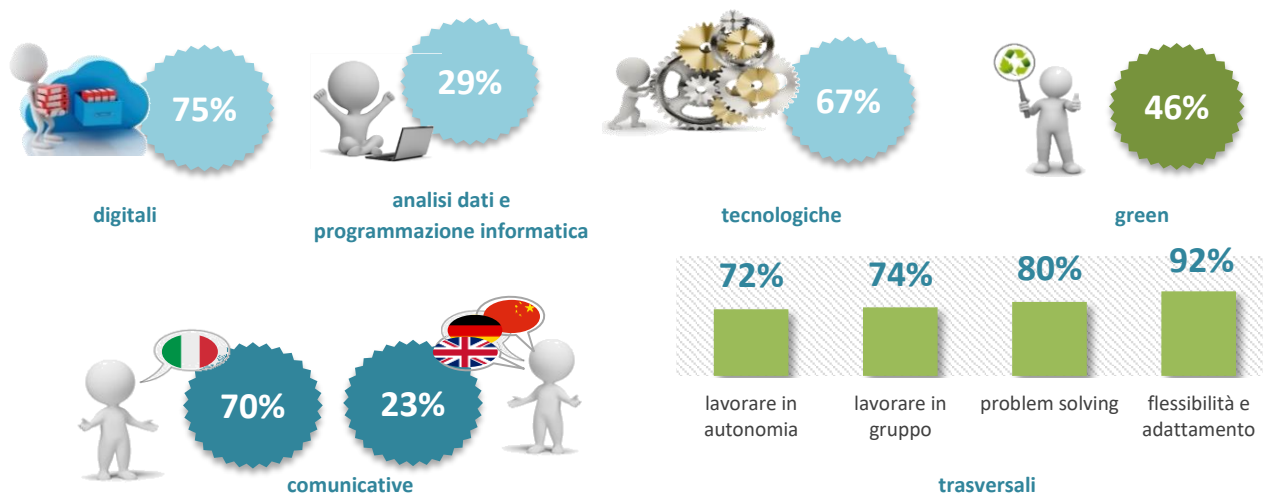 75%
29%
67%
46%
digitali
analisi dati e
programmazione informatica
tecnologiche
green
70%
23%
comunicative
72%
74%
80%
92%
lavorare in
autonomia
lavorare in
gruppo
problem solving
flessibilità e
adattamento
trasversali